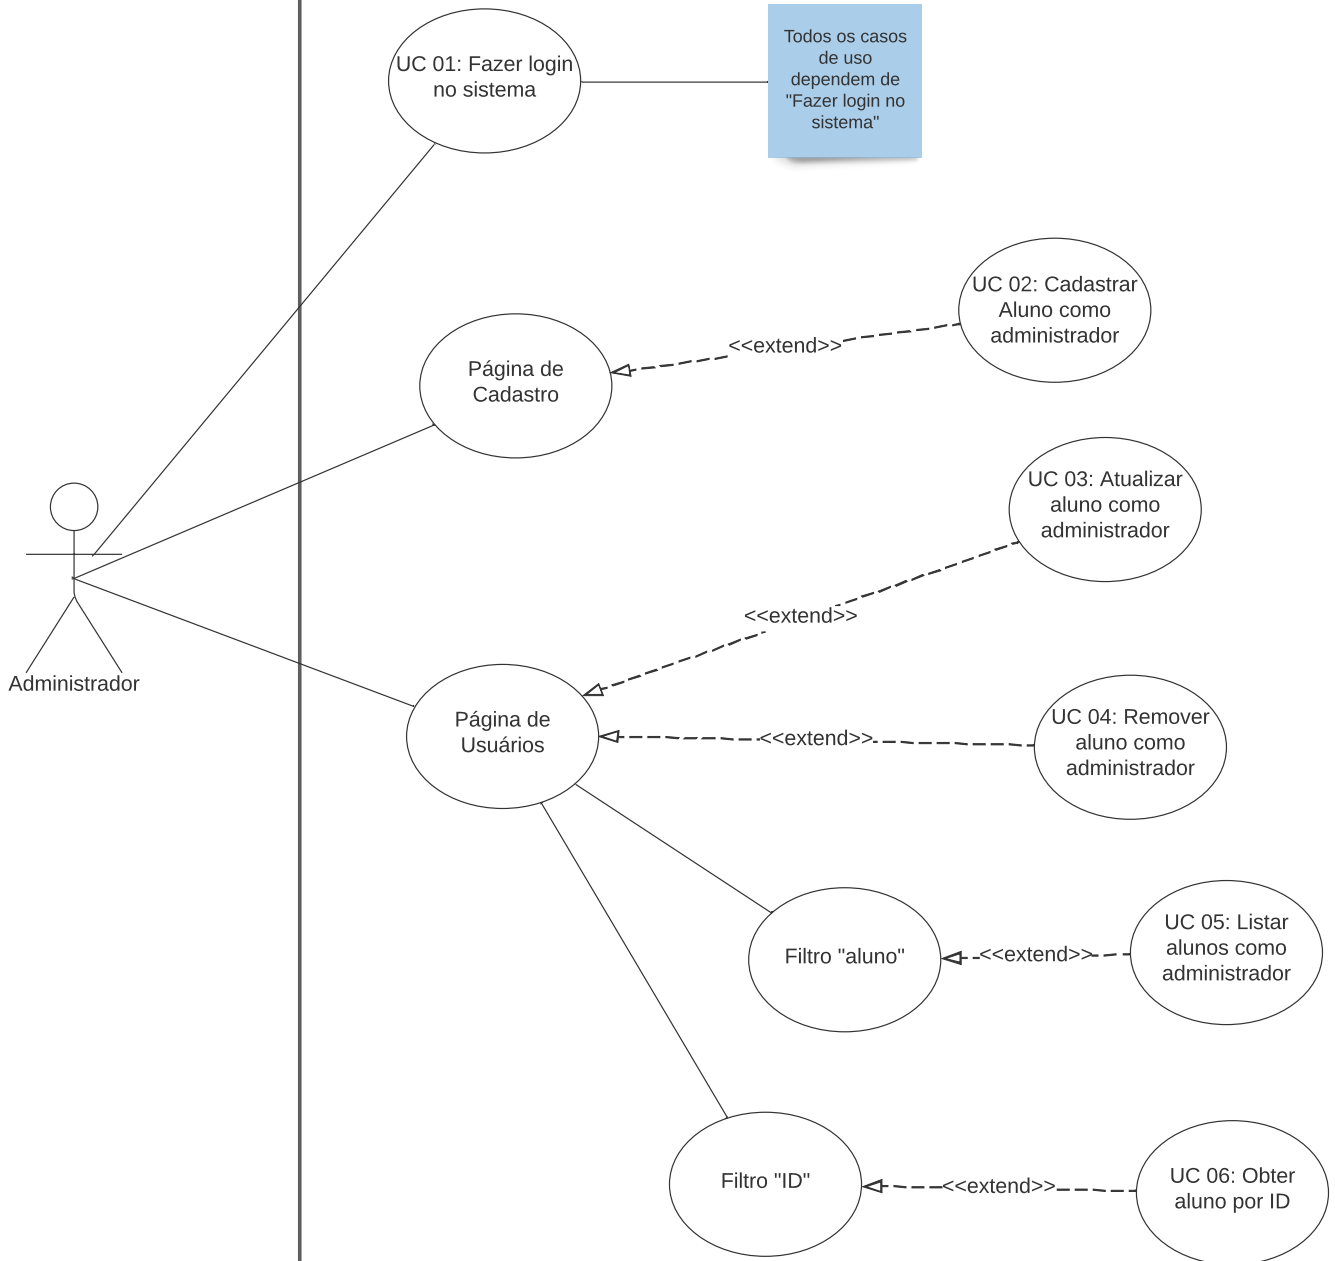 UC 01: Fazer login
no sistema
Todos os casos
de uso
dependem de
"Fazer login no
sistema"
UC 02: Cadastrar
Aluno como
administrador
<<extend>>
Página de
Cadastro
UC 03: Atualizar
aluno como
administrador
<<extend>>
Administrador
Página de
Usuários
<<extend>>
UC 04: Remover
aluno como
administrador
Filtro "aluno"
<<extend>>
UC 05: Listar
alunos como
administrador
Filtro "ID"
<<extend>>
UC 06: Obter
aluno por ID